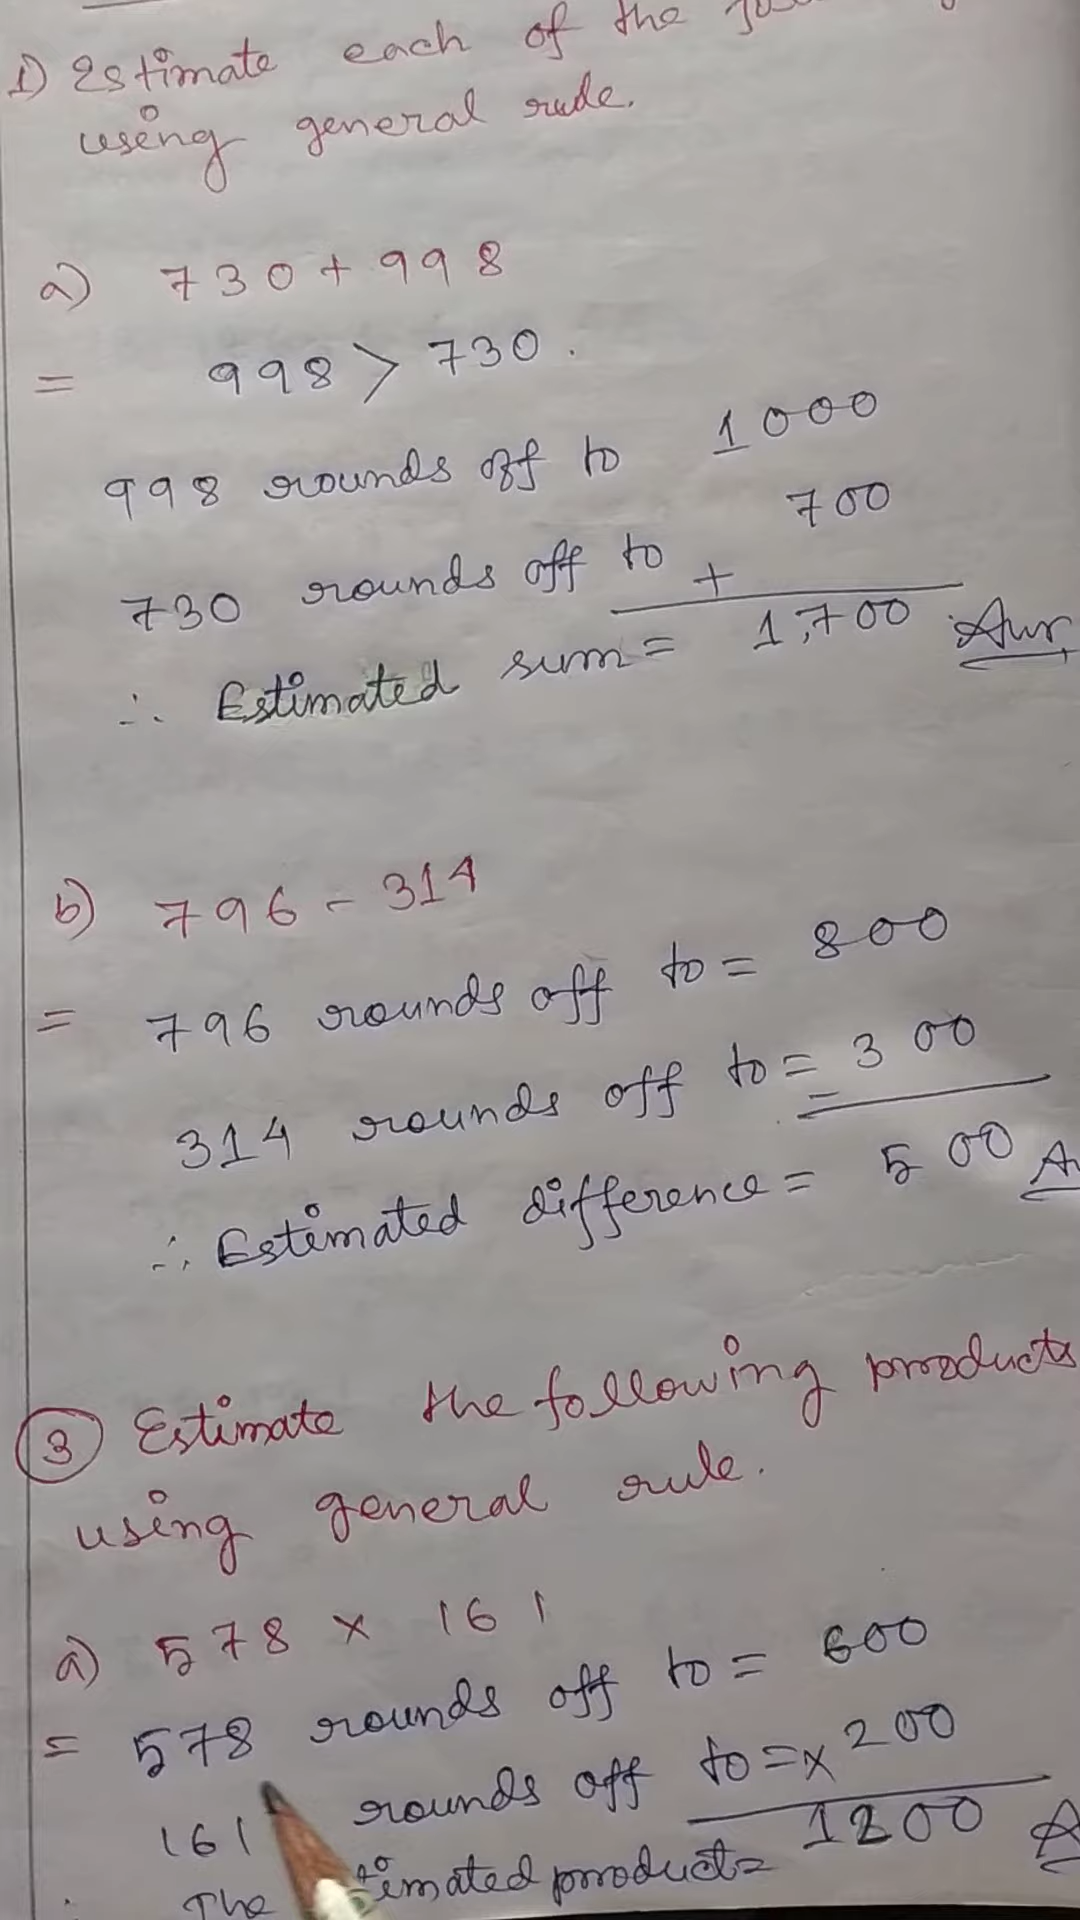 1) Estimate each of the
using general rule.
a) 730 + 998
= 998 > 730.
998 rounds off to 1000
730 rounds off to + 700
∴ Estimated sum = 1,700 Ans
b) 796 - 314
= 796 rounds off to = 800
314 rounds off to = - 300
∴ Estimated difference = 500
3 Estimate the following products
using general rule.
a) 578 x 161
= 578 rounds off to = 600
161 rounds off to = x 200
The timated product = 1200